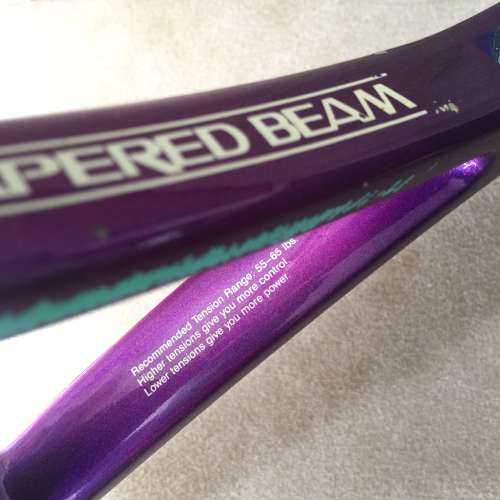 APERED BEAM
Recommended Tension Range: 55-65 lbs.
Higher tensions give you more control
Lower tensions give you more power